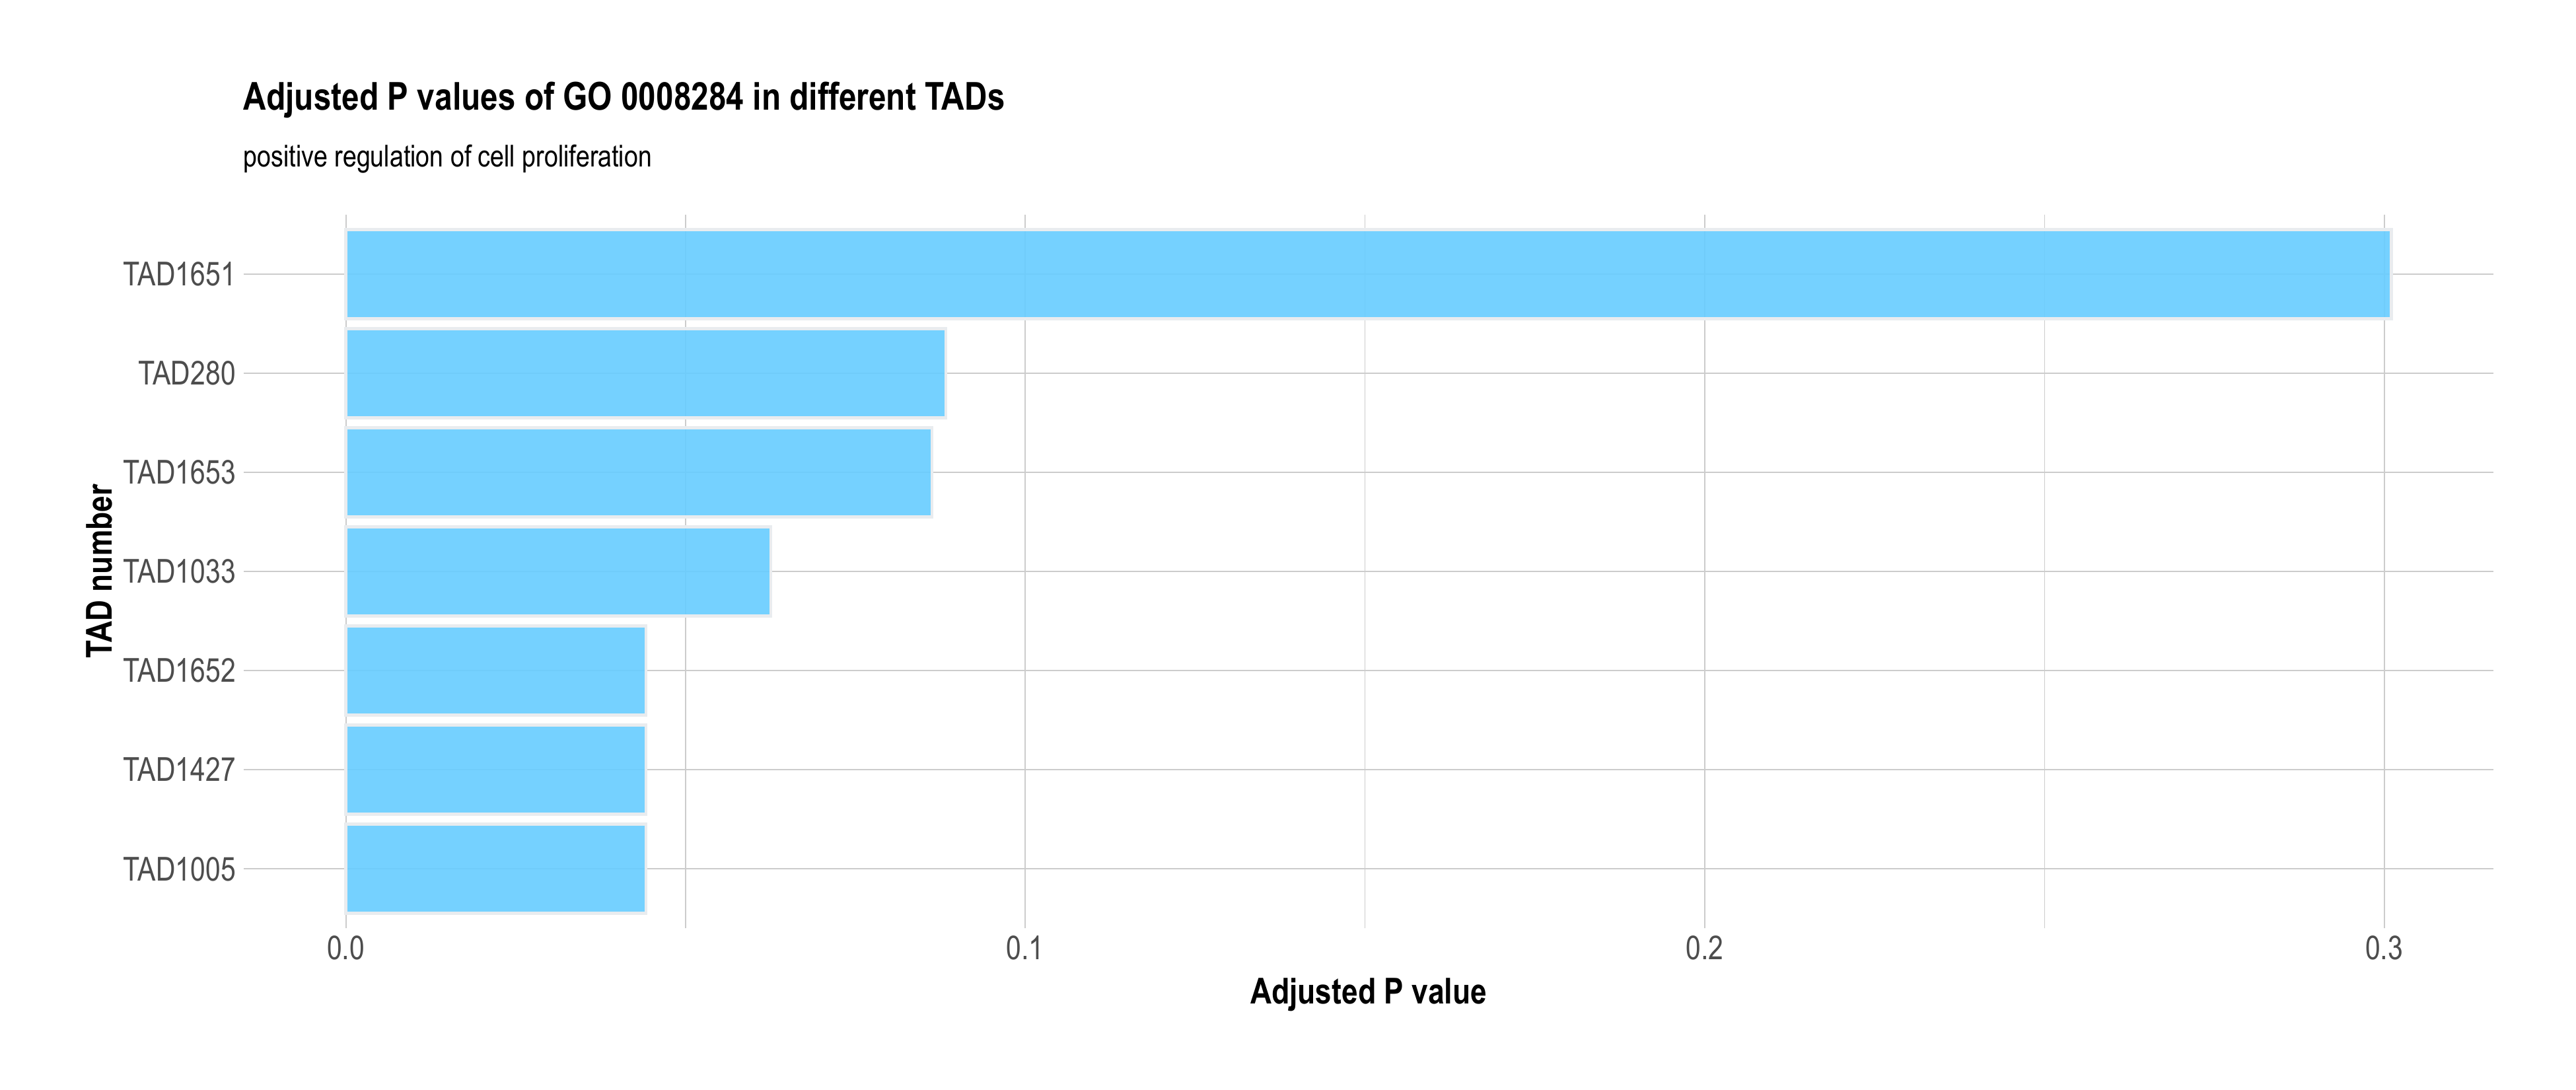 Adjusted P values of GO 0008284 in different TADs
positive regulation of cell proliferation
TAD number
TAD1651
TAD280
TAD1653
TAD1033
TAD1652
TAD1427
TAD1005
0.0 0.1 0.2 0.3
Adjusted P value